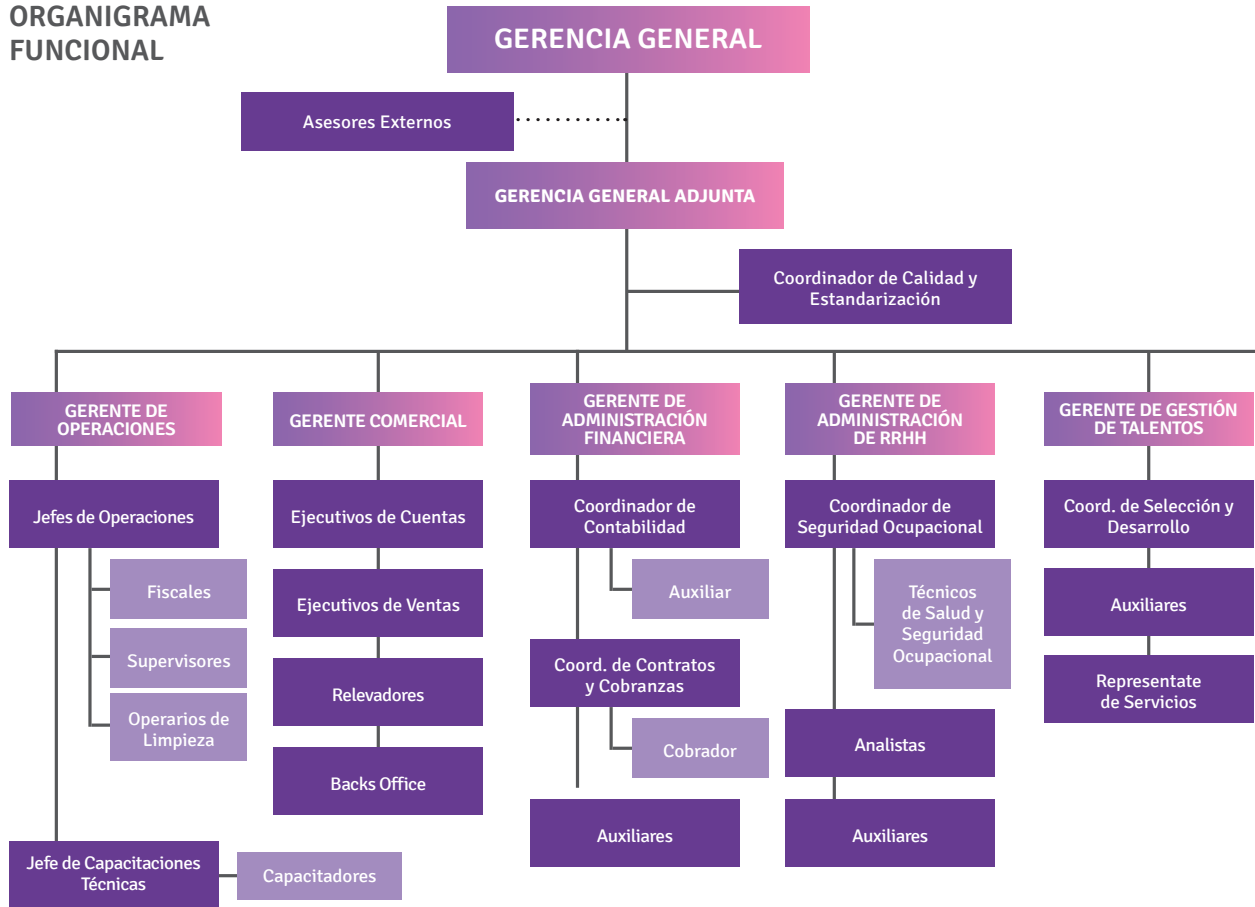 ORGANIGRAMA
FUNCIONAL
GERENCIA GENERAL
Asesores Externos
GERENCIA GENERAL ADJUNTA
Coordinador de Calidad y
Estandarización
GERENTE DE
OPERACIONES
Jefes de Operaciones
Fiscales
Supervisores
Operarios de
Limpieza
Jefe de Capacitaciones
Técnicas
Capacitadores
GERENTE COMERCIAL
Ejecutivos de Cuentas
Ejecutivos de Ventas
Relevadores
Backs Office
GERENTE DE
ADMINISTRACIÓN
FINANCIERA
Coordinador de
Contabilidad
Auxiliar
Coord. de Contratos
y Cobranzas
Cobrador
Auxiliares
GERENTE DE
ADMINISTRACIÓN
DE RRHH
Coordinador de
Seguridad Ocupacional
Técnicos
de Salud y
Seguridad
Ocupacional
Analistas
Auxiliares
GERENTE DE GESTIÓN
DE TALENTOS
Coord. de Selección y
Desarrollo
Auxiliares
Represetate
de Servicios